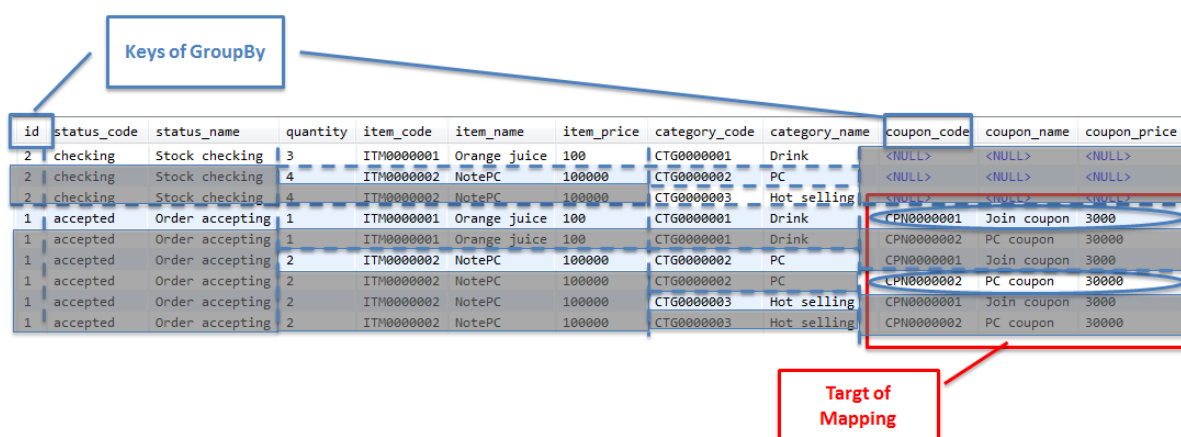 Keys of GroupBy
id status_code status_name quantity item_code item_name item_price category_code category_name coupon_code coupon_name coupon_price
2 checking Stock checking 3 ITM0000001 Orange juice 100 CTG0000001 Drink <NULL> <NULL> <NULL>
2 checking Stock checking 4 ITM0000002 NotePC 100000 CTG0000002 PC <NULL> <NULL> <NULL>
2 checking Stock checking 4 ITM0000002 NotePC 100000 CTG0000003 Hot selling <NULL> <NULL> <NULL>
1 accepted Order accepting 1 ITM0000001 Orange juice 100 CTG0000001 Drink CPN0000001 Join coupon 3000
1 accepted Order accepting 1 ITM0000001 Orange juice 100 CTG0000001 Drink CPN0000002 PC coupon 30000
1 accepted Order accepting 2 ITM0000002 NotePC 100000 CTG0000002 PC CPN0000001 Join coupon 3000
1 accepted Order accepting 2 ITM0000002 NotePC 100000 CTG0000002 PC CPN0000002 PC coupon 30000
1 accepted Order accepting 2 ITM0000002 NotePC 100000 CTG0000003 Hot selling CPN0000001 Join coupon 3000
1 accepted Order accepting 2 ITM0000002 NotePC 100000 CTG0000003 Hot selling CPN0000002 PC coupon 30000
Targt of
Mapping